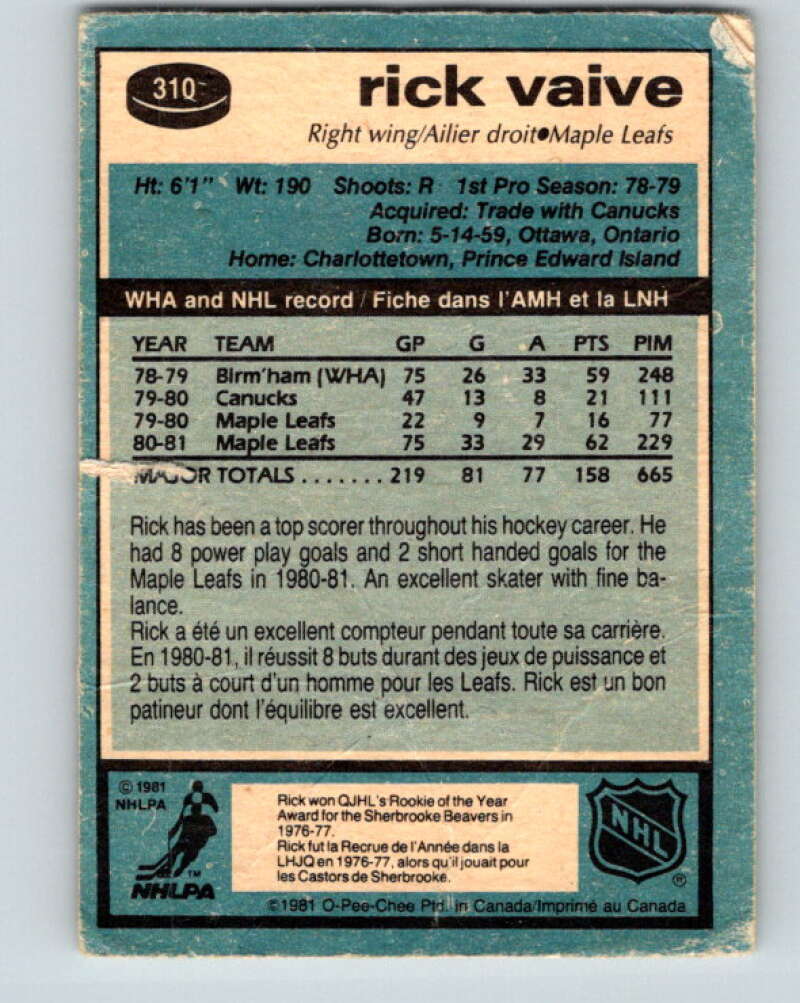 310
rick vaive
Right wing/Ailier droit●Maple Leafs
Ht: 6'1" Wt: 190 Shoots: R 1st Pro Season: 78-79
Acquired: Trade with Canucks
Born: 5-14-59, Ottawa, Ontario
Home: Charlottetown, Prince Edward Island
WHA and NHL record / Fiche dans l'AMH et la LNH
YEAR TEAM GP G A PTS PIM
78-79 Birm'ham (WHA) 75 26 33 59 248
79-80 Canucks 47 13 8 21 111
79-80 Maple Leafs 22 9 7 16 77
80-81 Maple Leafs 75 33 29 62 229
MAJOR TOTALS ....... 219 81 77 158 665
Rick has been a top scorer throughout his hockey career. He
had 8 power play goals and 2 short handed goals for the
Maple Leafs in 1980-81. An excellent skater with fine ba-
lance.
Rick a été un excellent compteur pendant toute sa carrière.
En 1980-81, il réussit 8 buts durant des jeux de puissance et
2 buts à court d'un homme pour les Leafs. Rick est un bon
patineur dont l'équilibre est excellent.
© 1981
NHLPA
TM
NHLPA
Rick won QJHL's Rookie of the Year
Award for the Sherbrooke Beavers in
1976-77.
Rick fut la Recrue de l'Année dans la
LHJQ en 1976-77, alors qu'il jouait pour
les Castors de Sherbrooke.
NHL
®
© 1981 O-Pee-Chee Ptd. in Canada/Imprimé au Canada